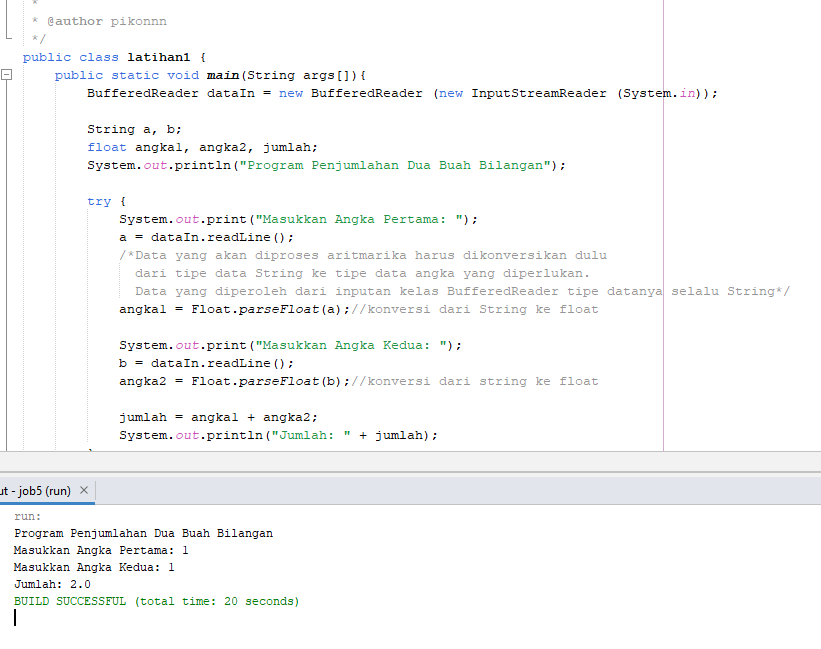 *
* @author pikonnn
*/
public class latihan1 {
public static void main(String args[]){
BufferedReader dataIn = new BufferedReader (new InputStreamReader (System.in));
String a, b;
float angka1, angka2, jumlah;
System.out.println("Program Penjumlahan Dua Buah Bilangan");
try {
System.out.print("Masukkan Angka Pertama: ");
a = dataIn.readLine();
/*Data yang akan diproses aritmarika harus dikonversikan dulu
dari tipe data String ke tipe data angka yang diperlukan.
Data yang diperoleh dari inputan kelas BufferedReader tipe datanya selalu String*/
angka1 = Float.parseFloat(a);//konversi dari String ke float
System.out.print("Masukkan Angka Kedua: ");
b = dataIn.readLine();
angka2 = Float.parseFloat(b);//konversi dari string ke float
jumlah = angka1 + angka2;
System.out.println("Jumlah: " + jumlah);
ut - job5 (run) ×
run:
Program Penjumlahan Dua Buah Bilangan
Masukkan Angka Pertama: 1
Masukkan Angka Kedua: 1
Jumlah: 2.0
BUILD SUCCESSFUL (total time: 20 seconds)